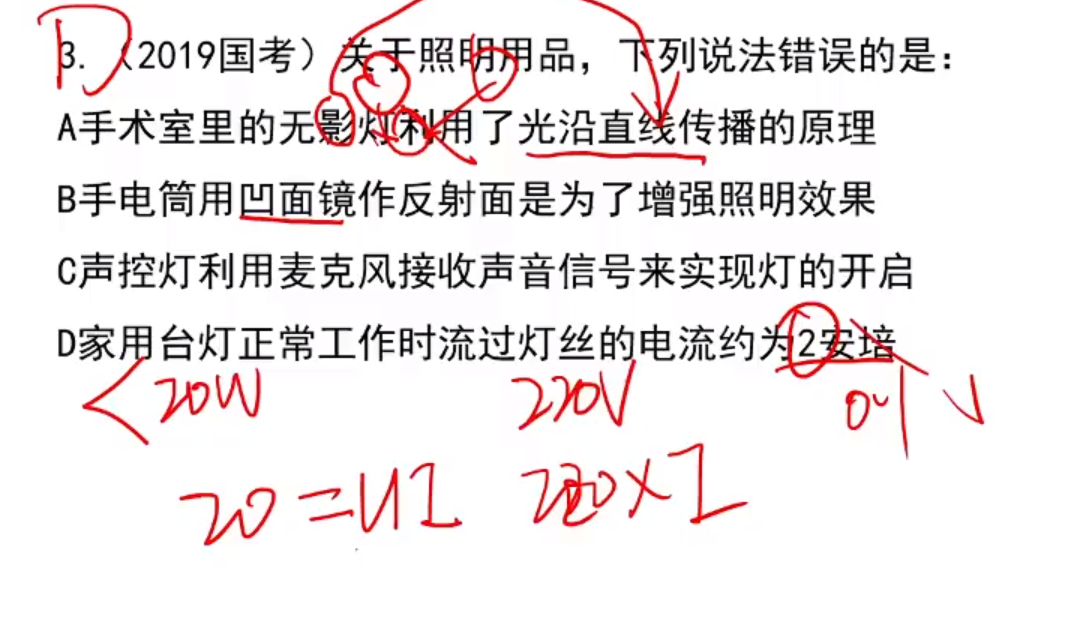 D
3.（2019国考）关于照明用品，下列说法错误的是：
A手术室里的无影灯利用了光沿直线传播的原理
B手电筒用凹面镜作反射面是为了增强照明效果
C声控灯利用麦克风接收声音信号来实现灯的开启
D家用台灯正常工作时流过灯丝的电流约为2安培
<20W 220V
20=UI 220×I